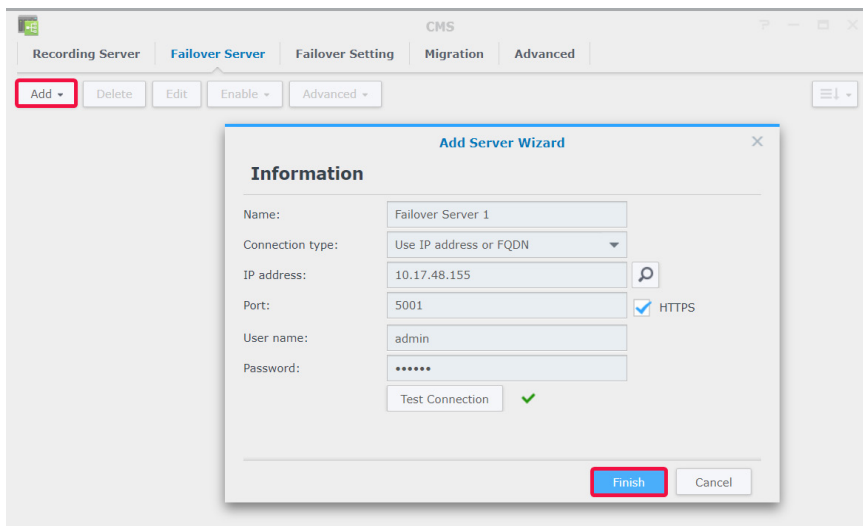 CMS
Recording Server Failover Server Failover Setting Migration Advanced
Add Delete Edit Enable Advanced
Add Server Wizard
Information
Name: Failover Server 1
Connection type: Use IP address or FQDN
IP address: 10.17.48.155
Port: 5001 HTTPS
User name: admin
Password: ••••••
Test Connection
Finish Cancel